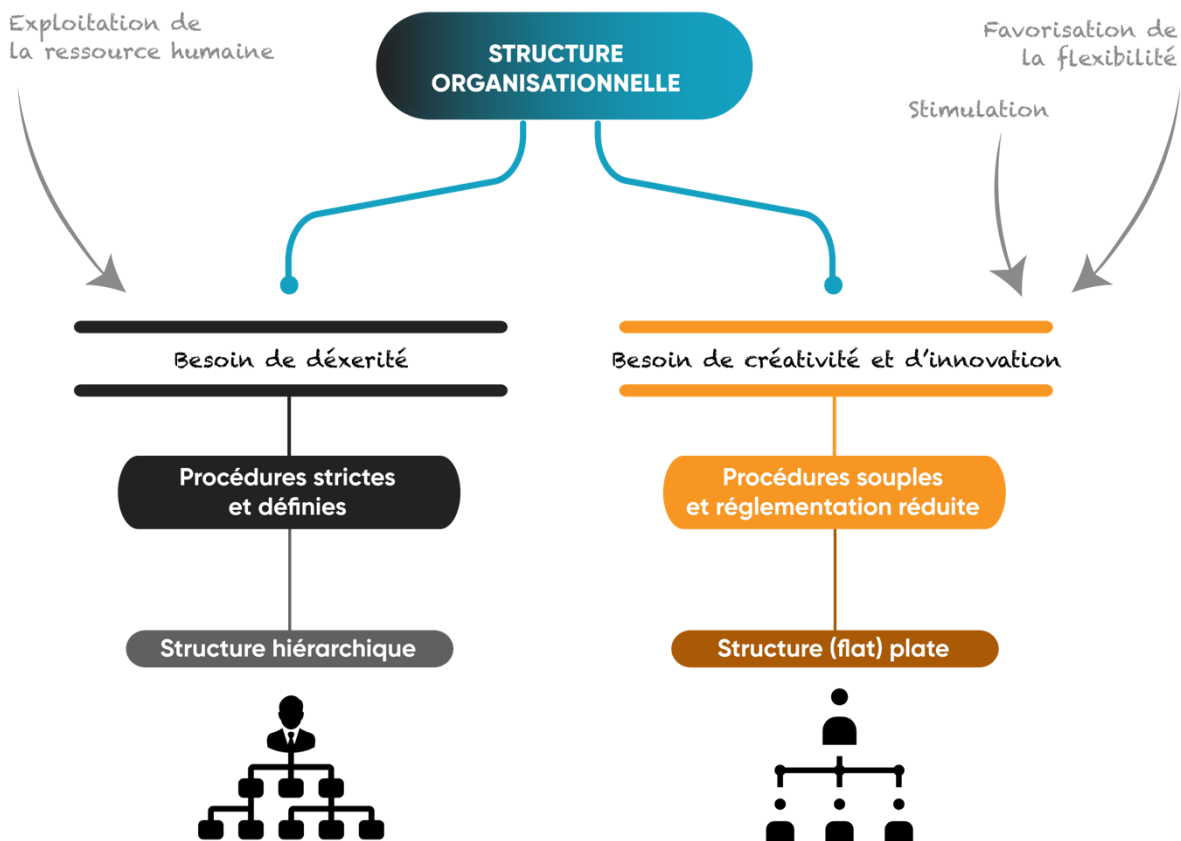 Exploitation de
la ressource humaine
STRUCTURE
ORGANISATIONNELLE
Favorisation de
la flexibilité
Stimulation
Besoin de déxerité
Besoin de créativité et d'innovation
Procédures strictes
et définies
Procédures souples
et réglementation réduite
Structure hiérarchique
Structure (flat) plate